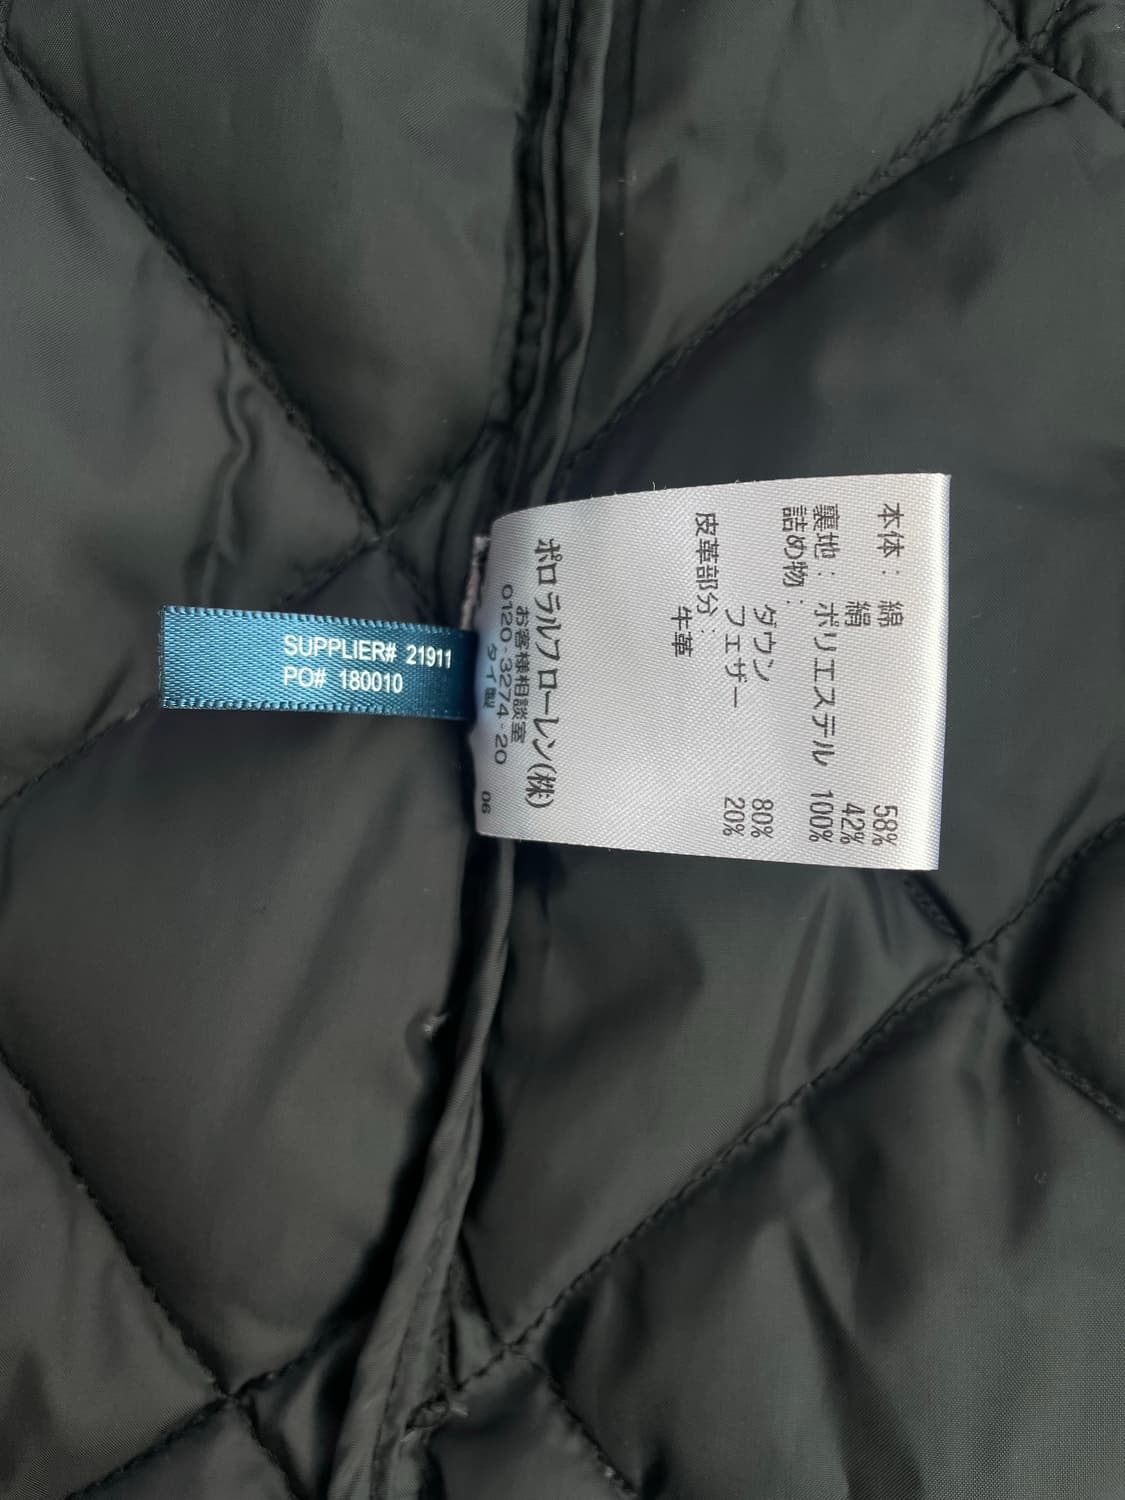 本体: 綿 58%
絹 42%
裏地: ポリエステル 100%
詰め物:
ダウン 80%
フェザー 20%
皮革部分:
牛革
ポロ ラルフ ローレン(株)
お客様相談室
0120-3274-20
タイ製 06
SUPPLIER# 21911
PO# 180010